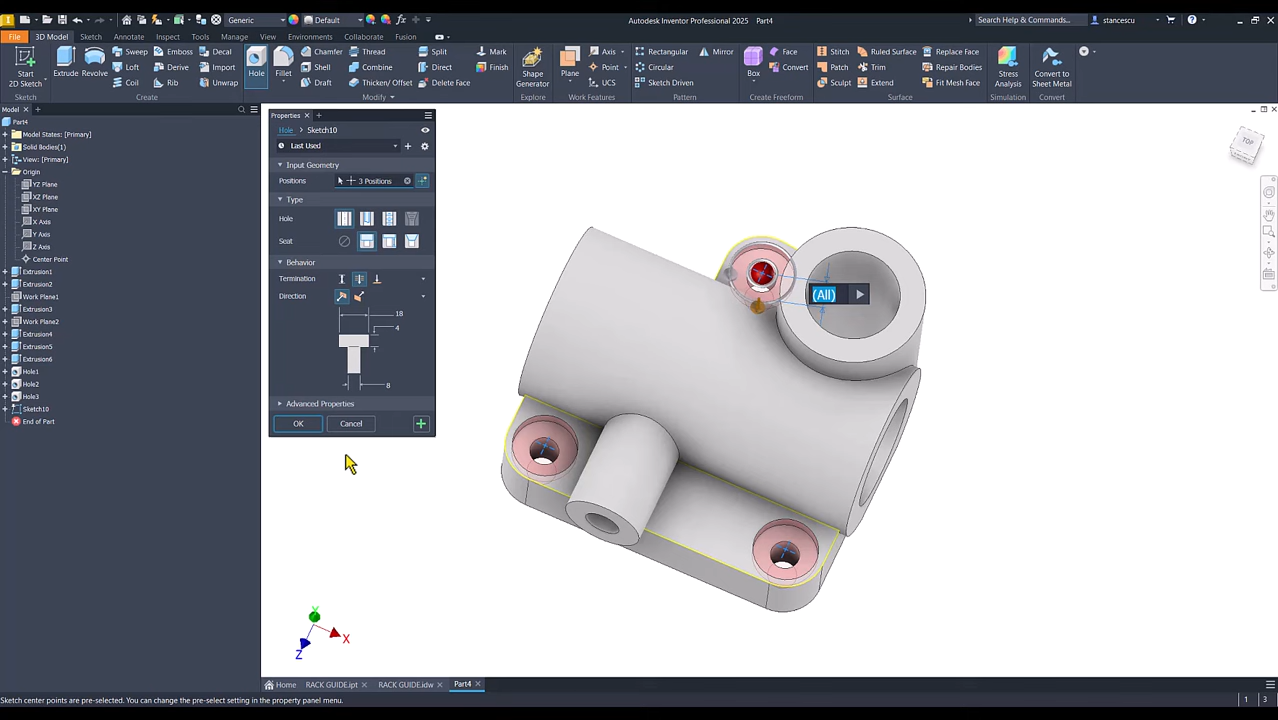 Generic
Default
Autodesk Inventor Professional 2025 Part4
Search Help & Commands...
stancescu
File 3D Model Sketch Annotate Inspect Tools Manage View Environments Collaborate Fusion
Start
2D Sketch
Extrude
Revolve
Sweep
Loft
Coil
Emboss
Derive
Rib
Decal
Import
Unwrap
Hole
Fillet
Chamfer
Shell
Draft
Thread
Combine
Thicken/ Offset
Split
Direct
Delete Face
Mark
Finish
Shape
Generator
Plane
Axis
Point
UCS
Rectangular
Circular
Sketch Driven
Mirror
Box
Face
Convert
Stitch
Patch
Sculpt
Ruled Surface
Trim
Extend
Replace Face
Repair Bodies
Fit Mesh Face
Stress
Analysis
Convert to
Sheet Metal
Sketch Create Modify Explore Work Features Pattern Create Freeform Surface Simulation Convert
Model
Part4
Model States: [Primary]
Solid Bodies(1)
View: [Primary]
Origin
YZ Plane
XZ Plane
XY Plane
X Axis
Y Axis
Z Axis
Center Point
Extrusion1
Extrusion2
Work Plane1
Extrusion3
Work Plane2
Extrusion4
Extrusion5
Extrusion6
Hole1
Hole2
Hole3
Sketch10
End of Part
Properties
Hole Sketch10
Last Used
Input Geometry
Positions 3 Positions
Type
Hole
Seat
Behavior
Termination
Direction
18
4
8
Advanced Properties
OK Cancel
(All)
TOP
Y
X
Z
Home RACK GUIDE.ipt RACK GUIDE.idw Part4
Sketch center points are pre-selected. You can change the pre-select setting in the property panel menu.
1 3